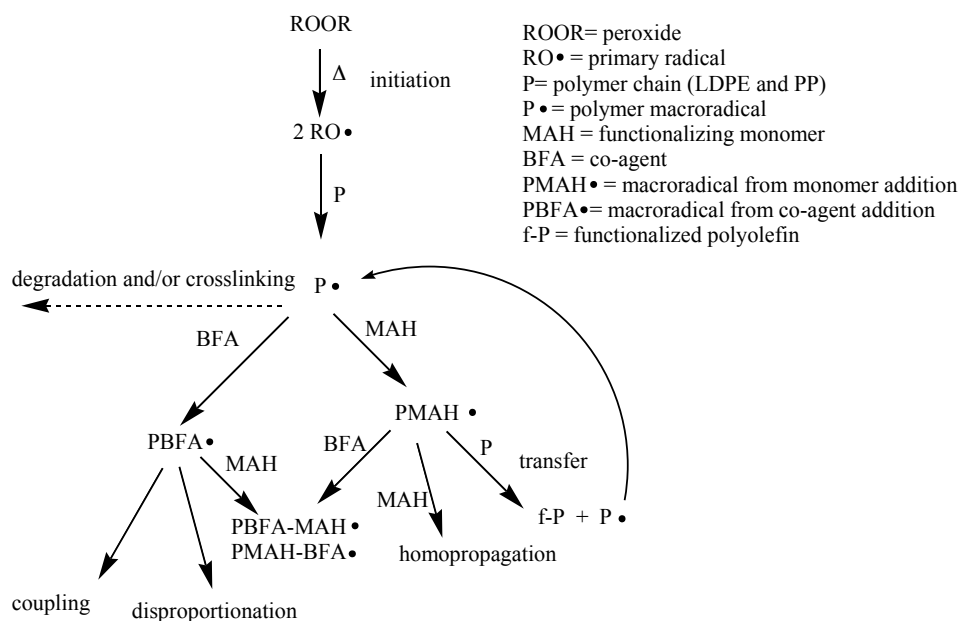 ROOR
Δ
initiation
2 RO•
P
ROOR= peroxide
RO• = primary radical
P= polymer chain (LDPE and PP)
P • = polymer macroradical
MAH = functionalizing monomer
BFA = co-agent
PMAH• = macroradical from monomer addition
PBFA•= macroradical from co-agent addition
f-P = functionalized polyolefin
degradation and/or crosslinking
P •
BFA
MAH
PMAH •
PBFA•
MAH
BFA
MAH
P
transfer
f-P + P •
PBFA-MAH •
PMAH-BFA•
homopropagation
coupling
disproportionation